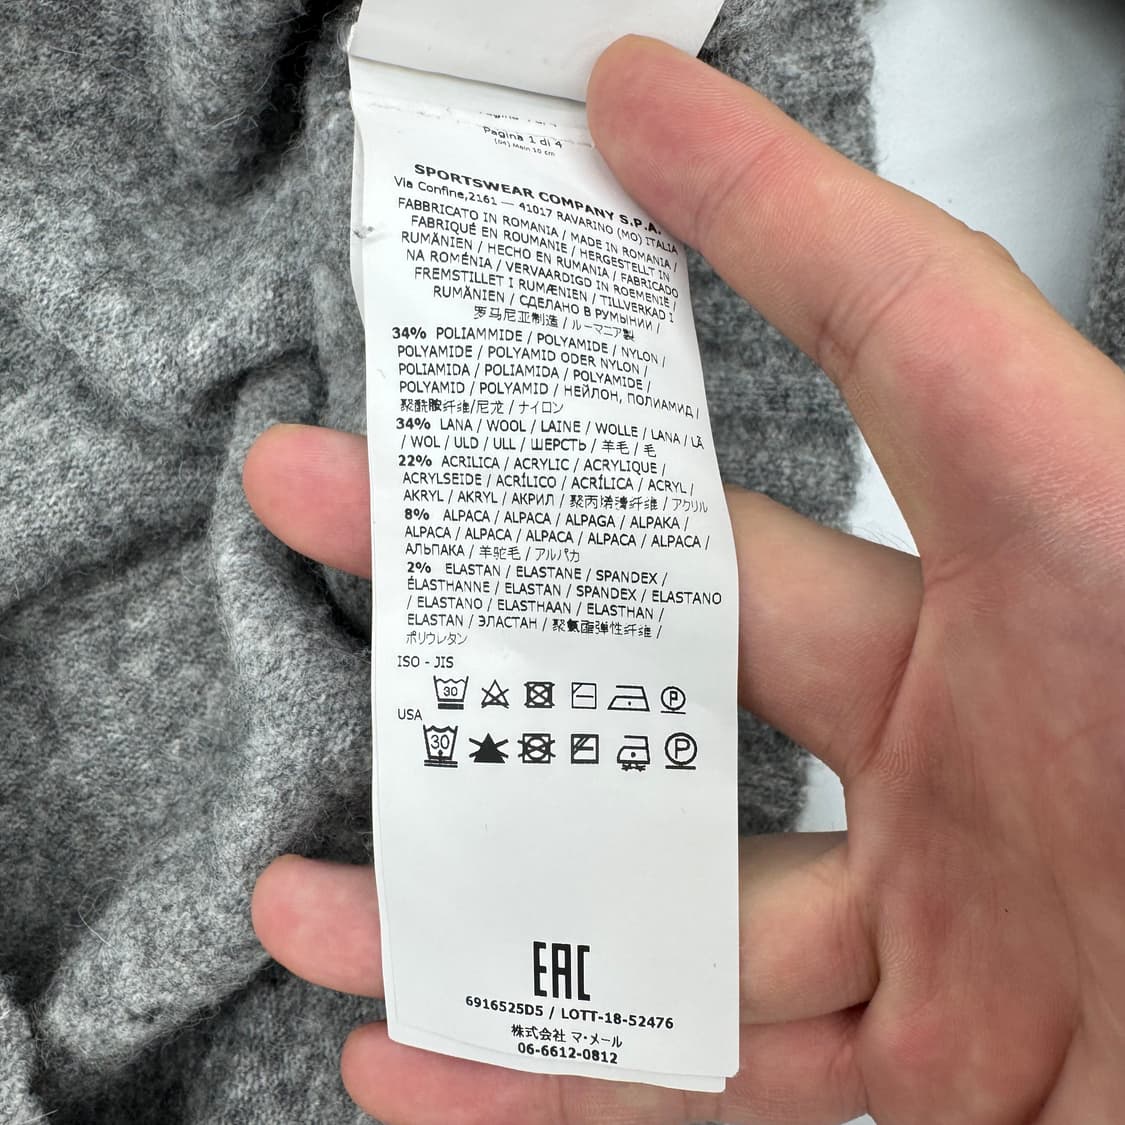 Pagina 1 di 4
(04) Main 10 cm
SPORTSWEAR COMPANY S.P.A.
Via Confine,2161 — 41017 RAVARINO (MO) ITALIA
FABBRICATO IN ROMANIA / MADE IN ROMANIA /
FABRIQUÉ EN ROUMANIE / HERGESTELLT IN
RUMÄNIEN / HECHO EN RUMANIA / FABRICADO
NA ROMÉNIA / VERVAARDIGD IN ROEMENIË /
FREMSTILLET I RUMÆNIEN / TILLVERKAD I
RUMÄNIEN / СДЕЛАНО В РУМЫНИИ /
罗马尼亚制造 / ルーマニア製
34% POLIAMMIDE / POLYAMIDE / NYLON /
POLYAMIDE / POLYAMID ODER NYLON /
POLIAMIDA / POLIAMIDA / POLYAMIDE /
POLYAMID / POLYAMID / НЕЙЛОН, ПОЛИАМИД /
聚酰胺纤维/尼龙 / ナイロン
34% LANA / WOOL / LAINE / WOLLE / LANA / LÃ
/ WOL / ULD / ULL / ШЕРСТЬ / 羊毛 / 毛
22% ACRILICA / ACRYLIC / ACRYLIQUE /
ACRYLSEIDE / ACRÍLICO / ACRÍLICA / ACRYL /
AKRYL / AKRYL / АКРИЛ / 聚丙烯腈纤维 / アクリル
8% ALPACA / ALPACA / ALPAGA / ALPAKA /
ALPACA / ALPACA / ALPACA / ALPACA / ALPACA /
АЛЬПАКА / 羊驼毛 / アルパカ
2% ELASTAN / ELASTANE / SPANDEX /
ÉLASTHANNE / ELASTAN / SPANDEX / ELASTANO
/ ELASTANO / ELASTHAAN / ELASTHAN /
ELASTAN / ЭЛАСТАН / 聚氨酯弹性纤维 /
ポリウレタン
ISO - JIS
30 P
USA
30 P
EAC
6916525D5 / LOTT-18-52476
株式会社 マ・メール
06-6612-0812